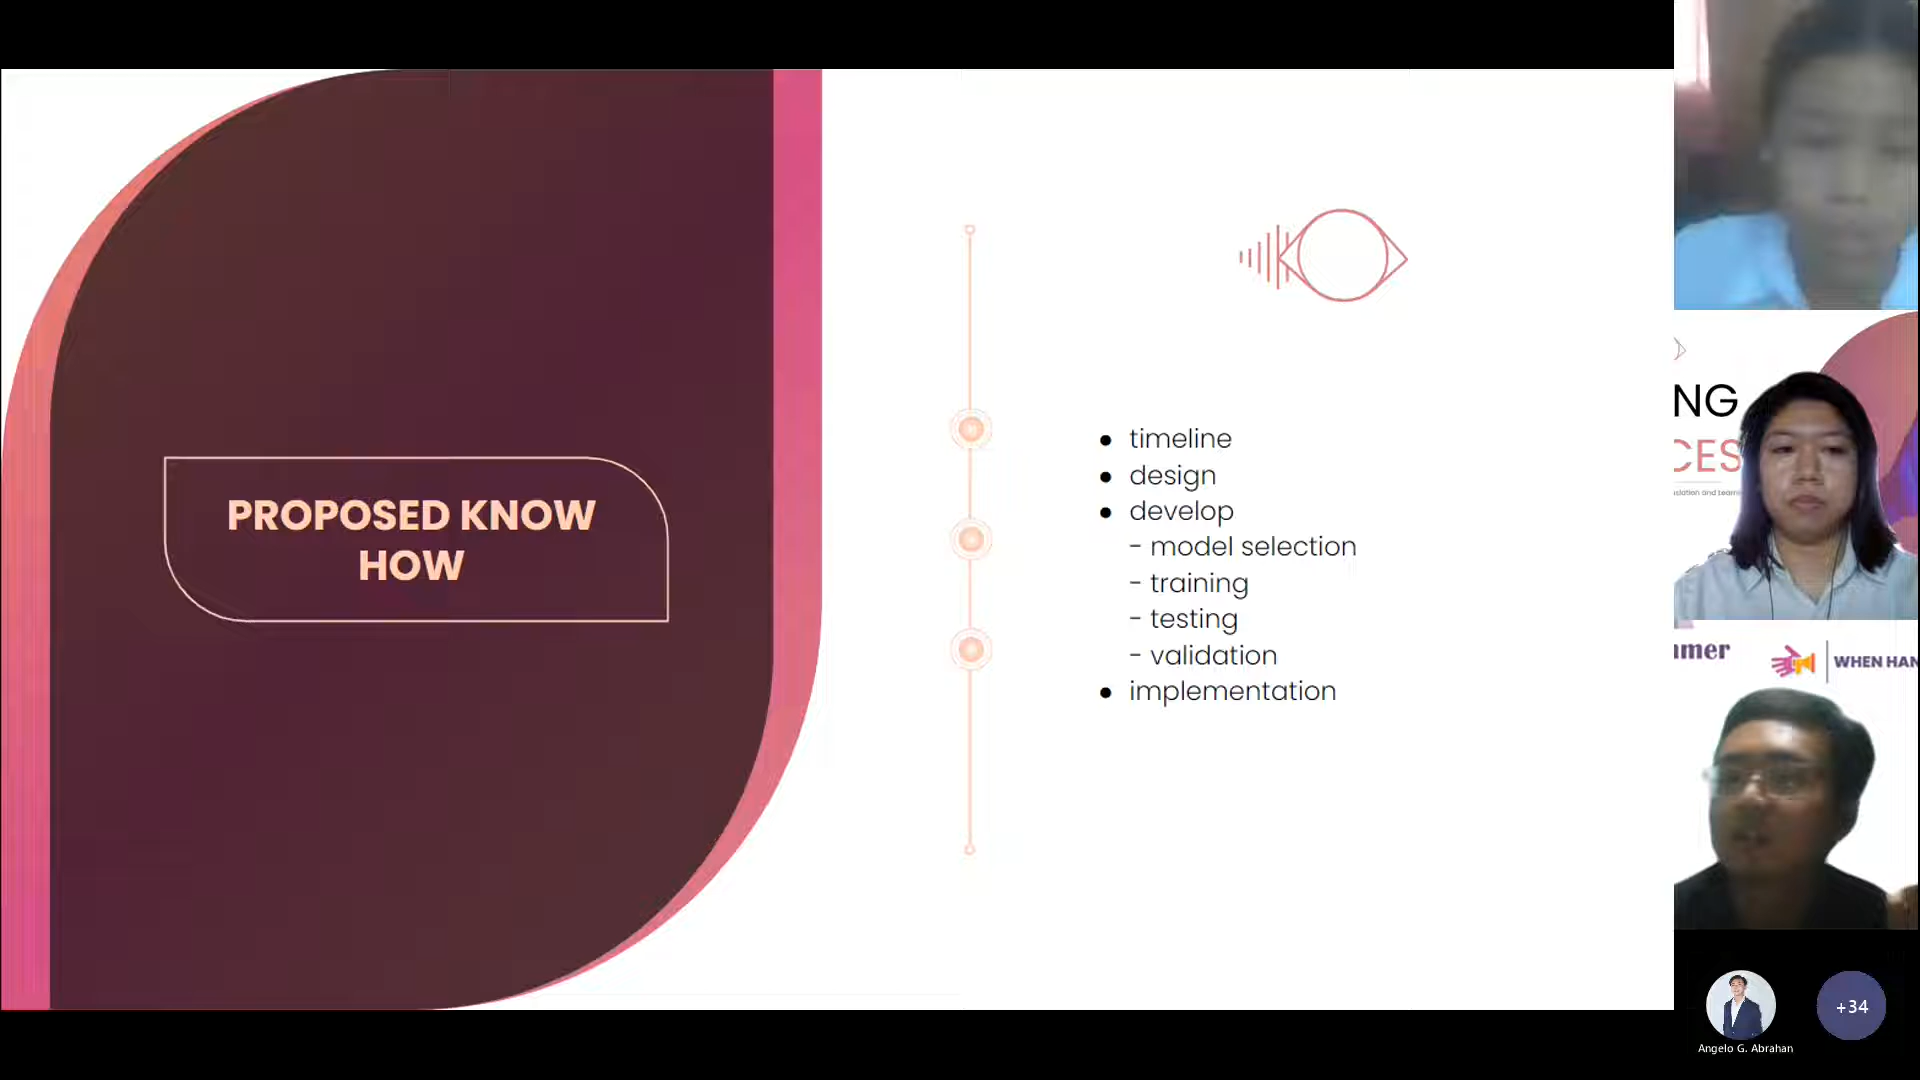 PROPOSED KNOW
HOW
● timeline
● design
● develop
- model selection
- training
- testing
- validation
● implementation
NG
CES
mer
WHEN HAN
Angelo G. Abrahan
+34